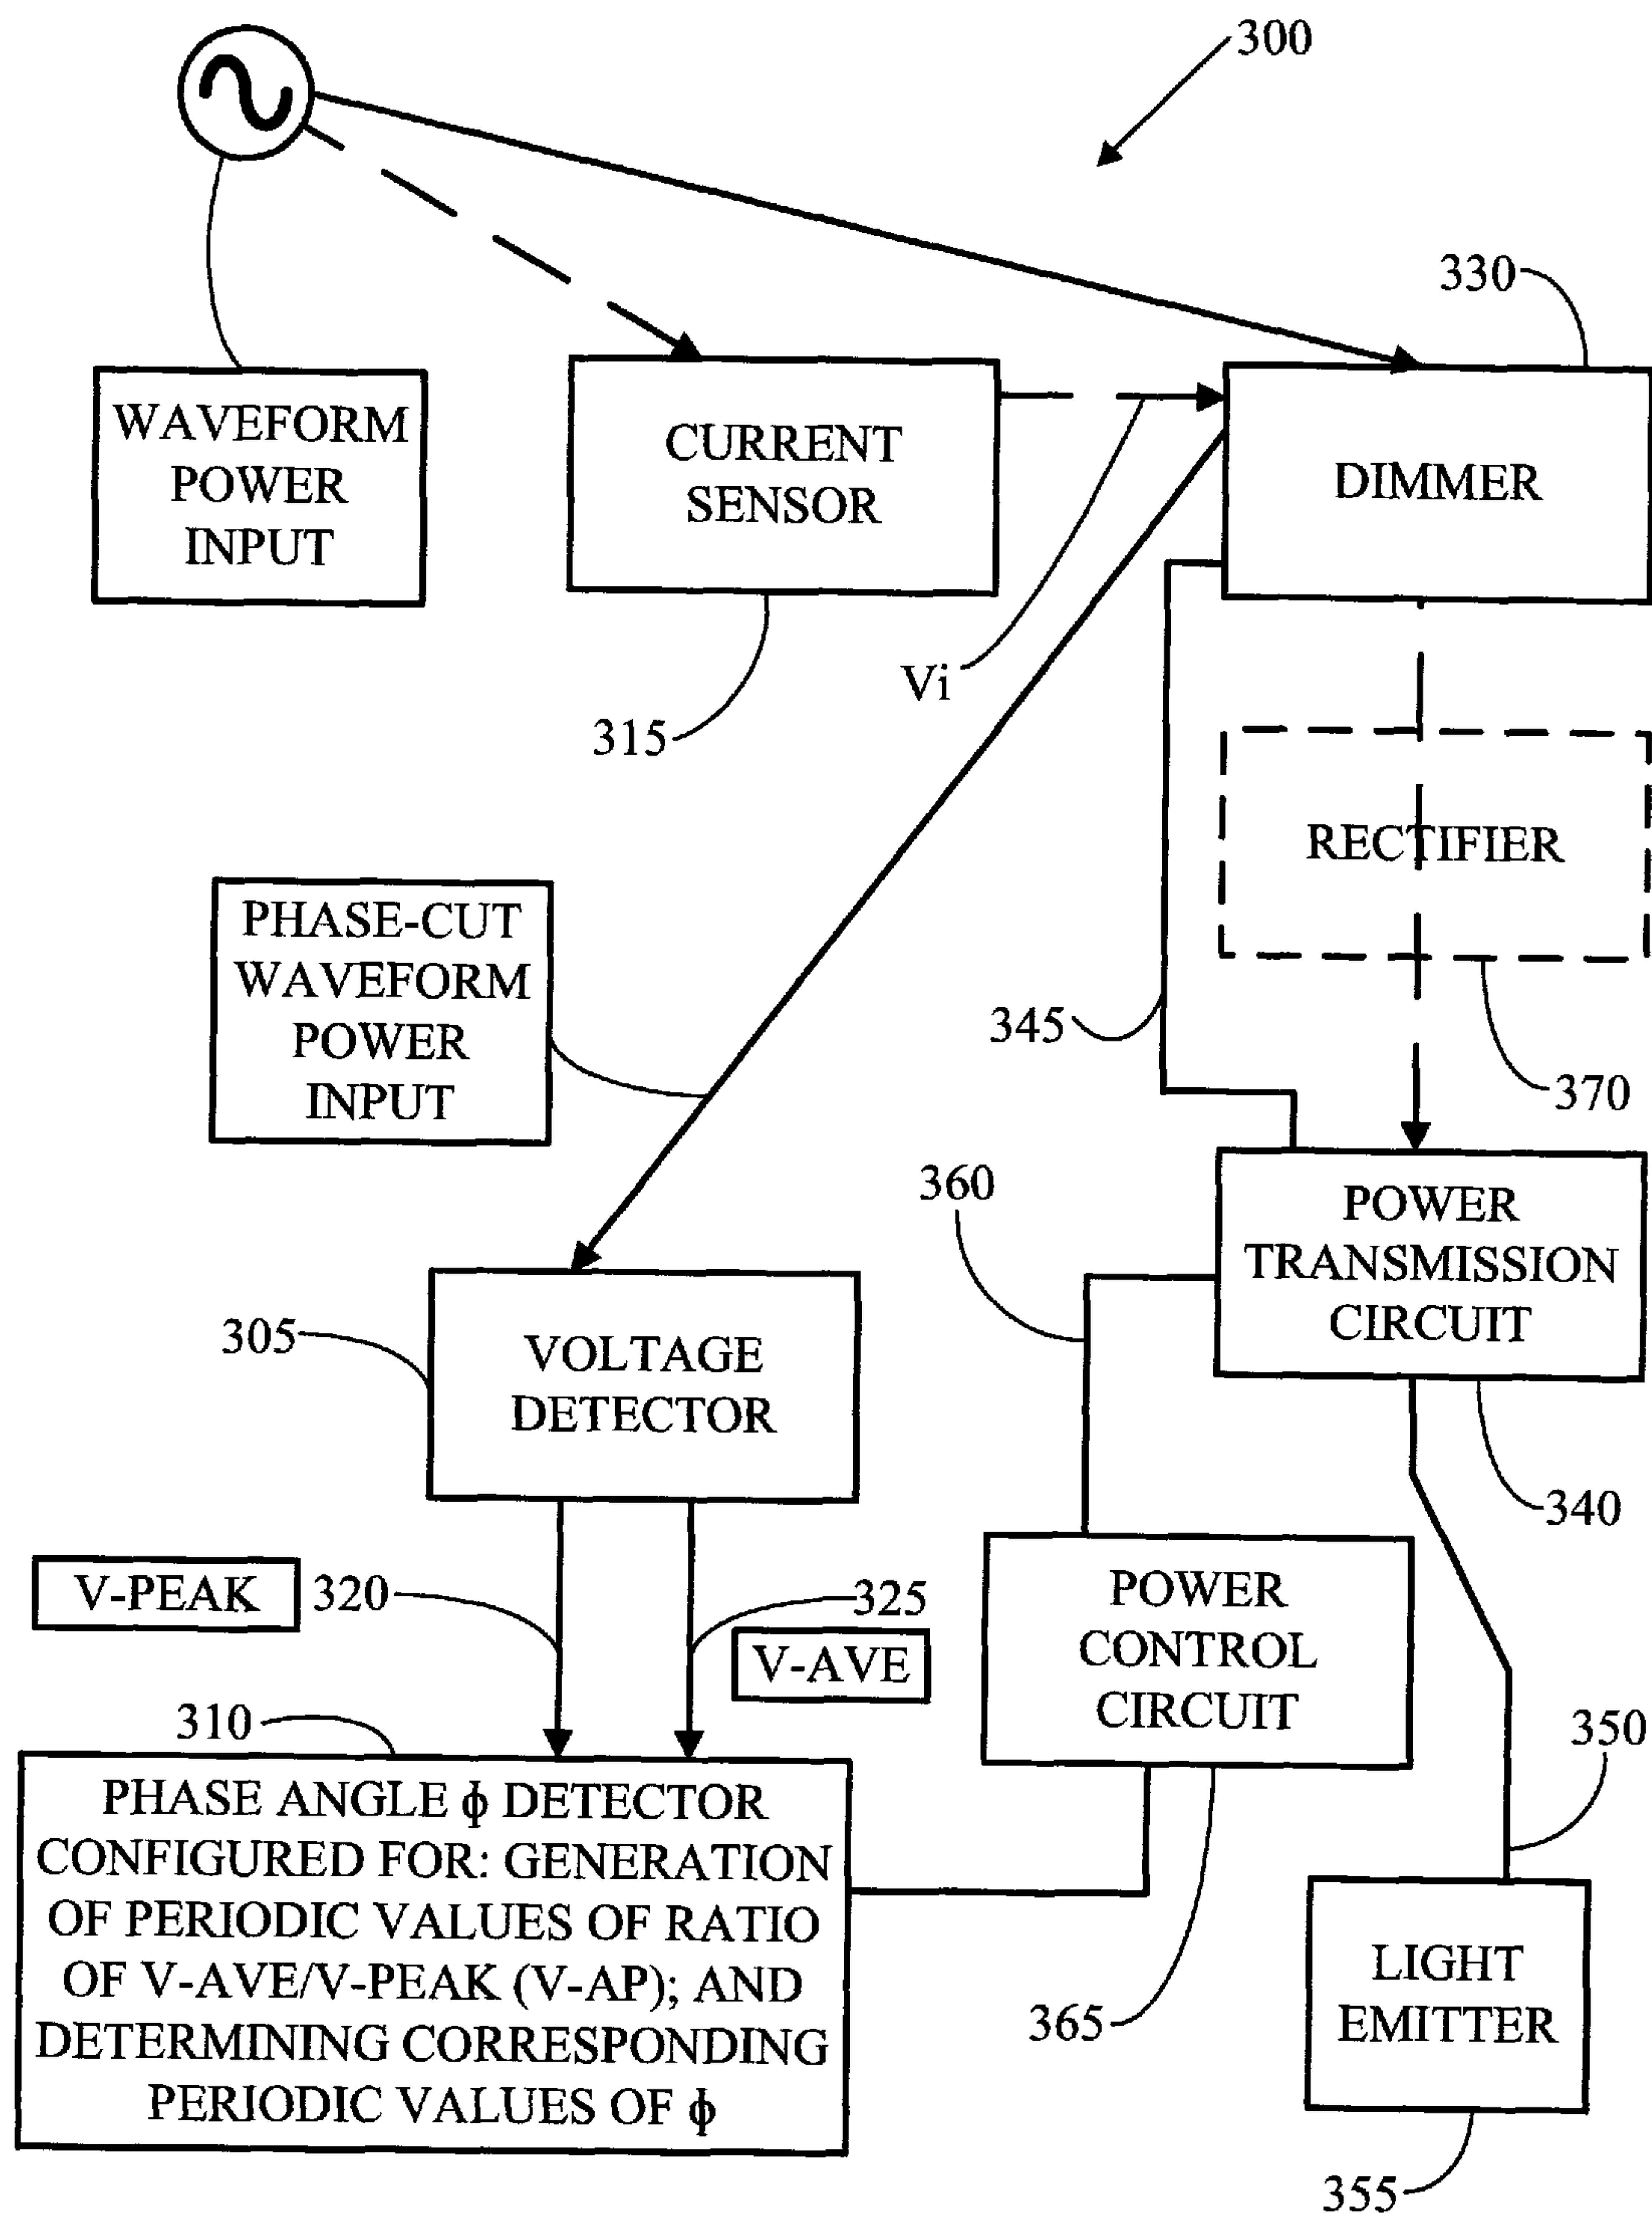 300
330
WAVEFORM
POWER
INPUT
CURRENT
SENSOR
DIMMER
Vi
315
RECTIFIER
PHASE-CUT
WAVEFORM
POWER
INPUT
345
370
360
POWER
TRANSMISSION
CIRCUIT
305
VOLTAGE
DETECTOR
340
V-PEAK
320
325
V-AVE
POWER
CONTROL
CIRCUIT
310
350
PHASE ANGLE ϕ DETECTOR
CONFIGURED FOR: GENERATION
OF PERIODIC VALUES OF RATIO
OF V-AVE/V-PEAK (V-AP); AND
DETERMINING CORRESPONDING
PERIODIC VALUES OF ϕ
LIGHT
EMITTER
365
355